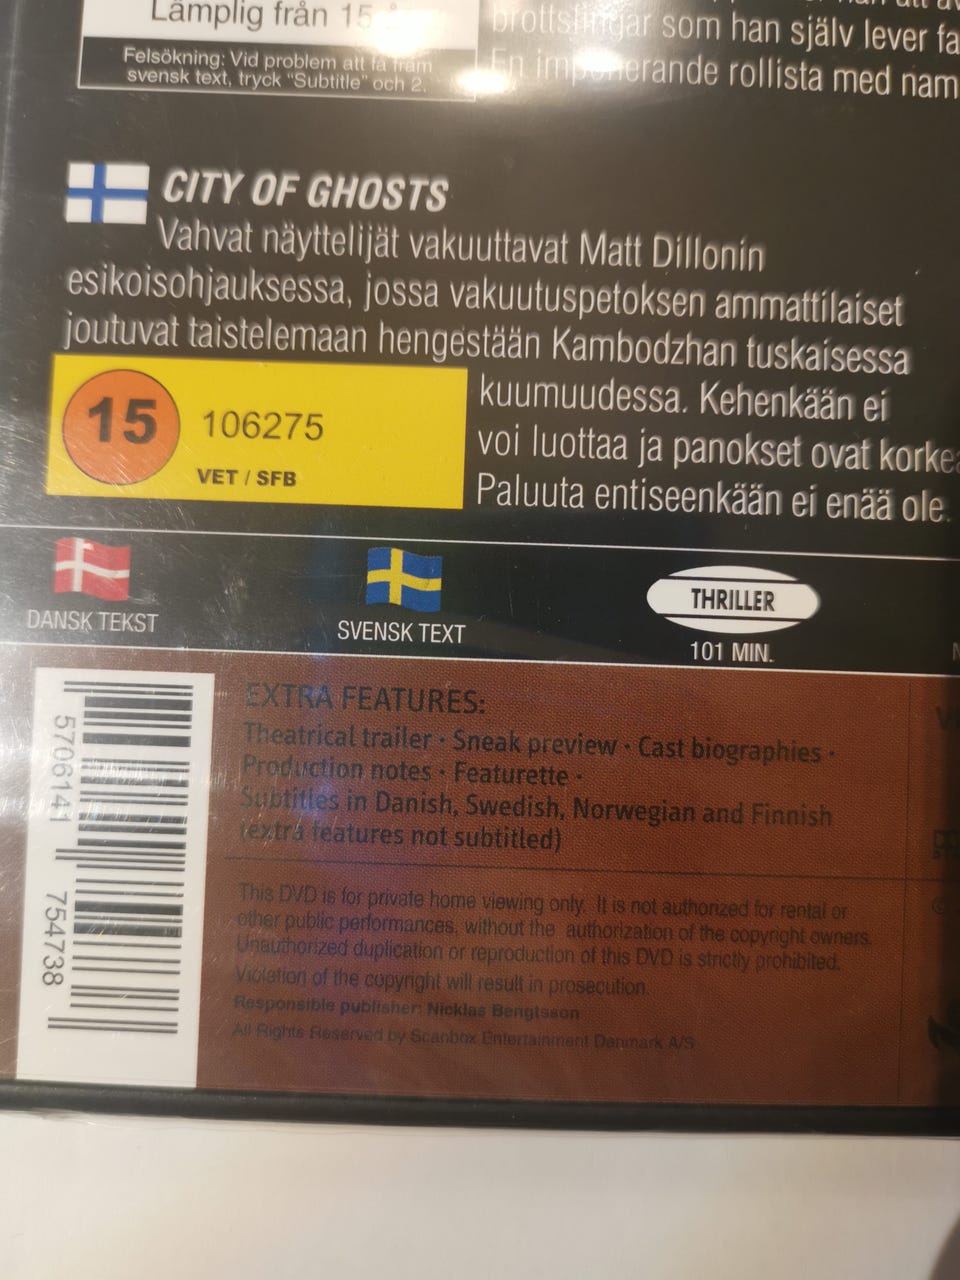 Lämplig från 15
Felsökning: Vid problem att få fram
svensk text, tryck "Subtitle" och 2.
som han själv lever
En imponerande rollista med
CITY OF GHOSTS
Vahvat näyttelijät vakuuttavat Matt Dillonin
esikoisohjauksessa, jossa vakuutuspetoksen ammattilaiset
joutuvat taistelemaan hengestään Kambodzhan tuskaisessa
kuumuudessa. Kehenkään ei
voi luottaa ja panokset ovat
Paluuta entiseenkään ei enää ole.
15
106275
VET / SFB
DANSK TEKST
SVENSK TEXT
THRILLER
101 MIN.
EXTRA FEATURES:
Theatrical trailer · Sneak preview · Cast biographies ·
Production notes · Featurette ·
Subtitles in Danish, Swedish, Norwegian and Finnish
(extra features not subtitled)
This DVD is for private home viewing only. It is not authorized for rental or
other public performances, without the authorization of the copyright owners.
Unauthorized duplication or reproduction of this DVD is strictly prohibited.
Violation of the copyright will result in prosecution.
Responsible publisher: Nicklas Bengtsson
All Rights Reserved by Scanbox Entertainment Denmark A/S
5706141 754738